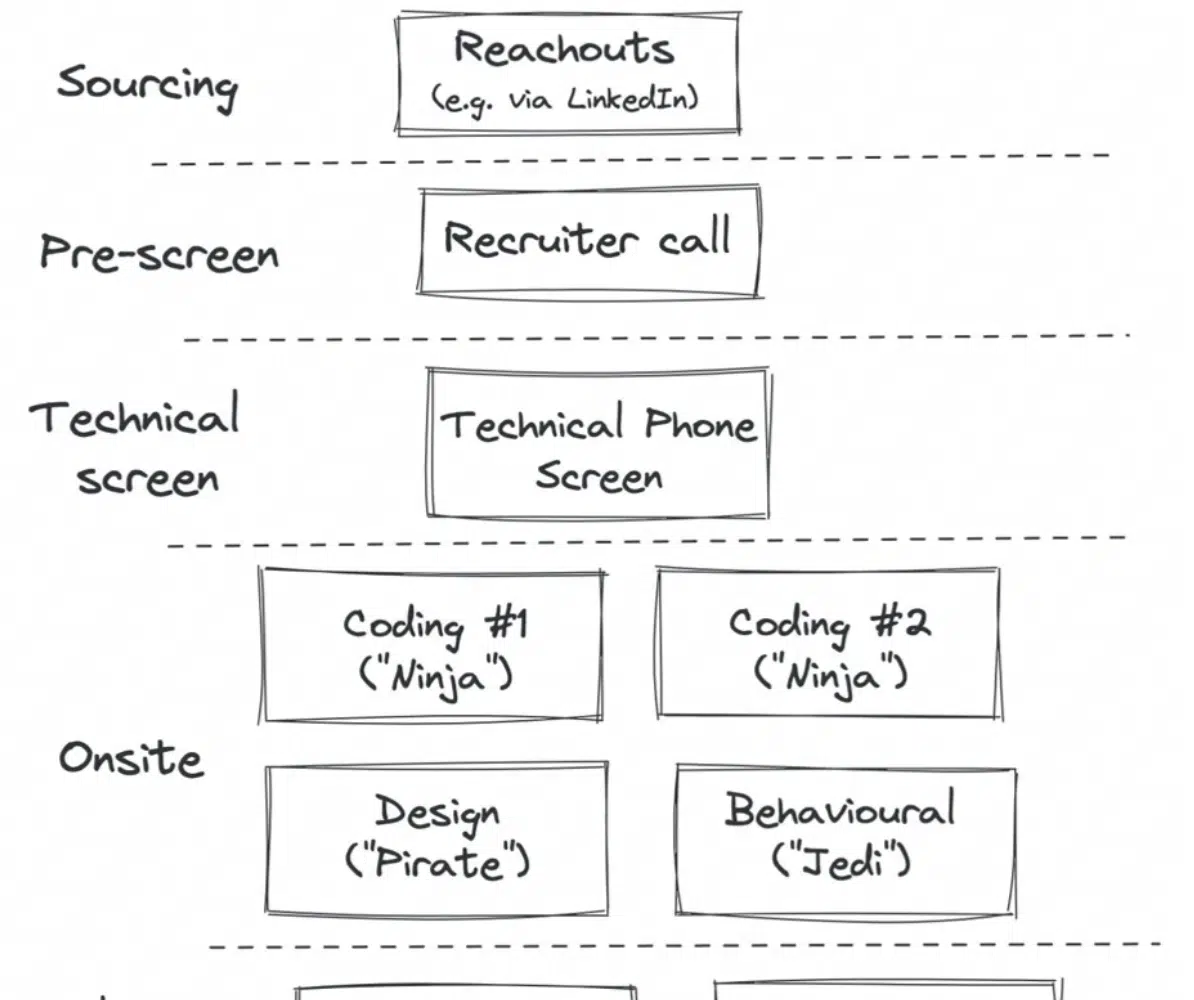 Reachouts
(e.g. via LinkedIn)
Sourcing
Recruiter call
Pre-screen
Technical
screen
Technical Phone
Screen
Coding #1
("Ninja")
Coding #2
("Ninja")
Onsite
Design
("Pirate")
Behavioural
("Jedi")